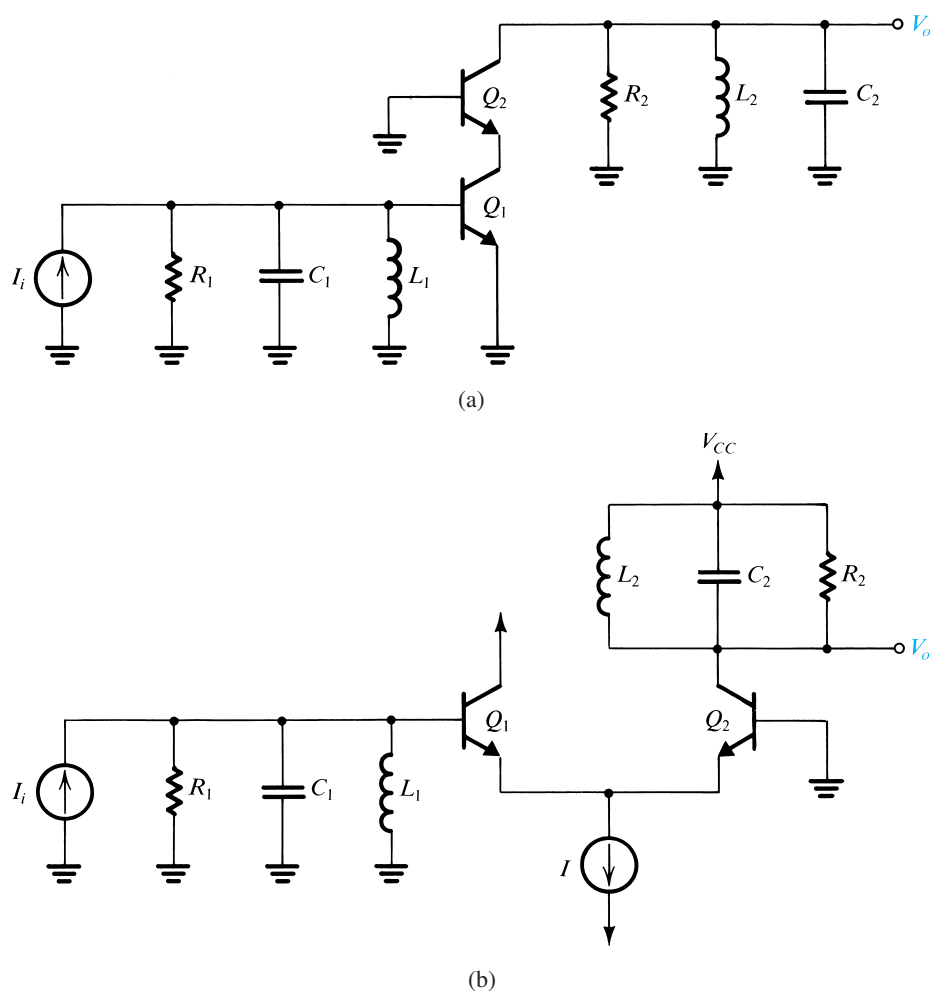 V_o
Q_2
R_2
L_2
C_2
Q_1
I_i
R_1
C_1
L_1
(a)
V_CC
L_2
C_2
R_2
V_o
Q_1
Q_2
I_i
R_1
C_1
L_1
I
(b)